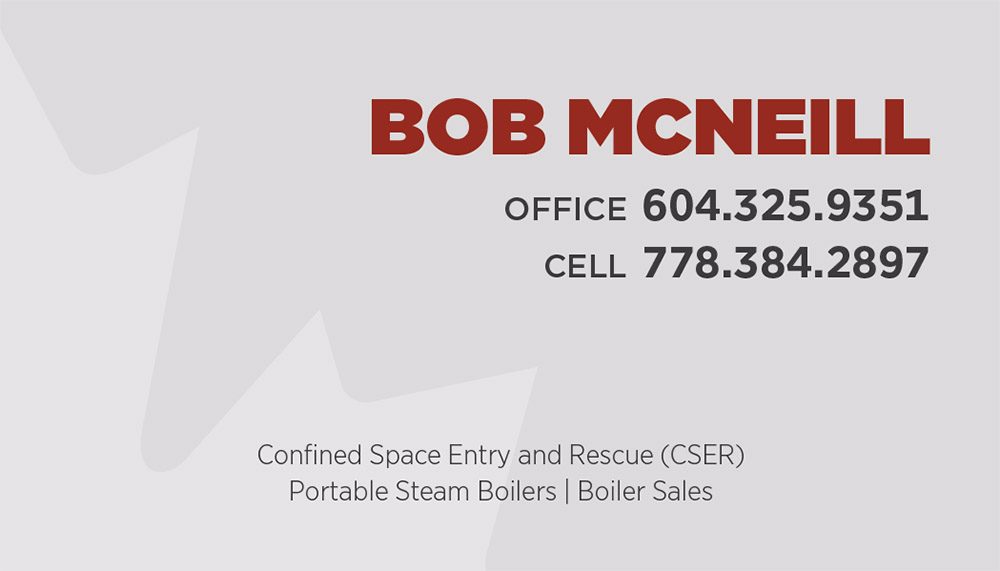 BOB MCNEILL
OFFICE 604.325.9351
CELL 778.384.2897
Confined Space Entry and Rescue (CSER)
Portable Steam Boilers | Boiler Sales